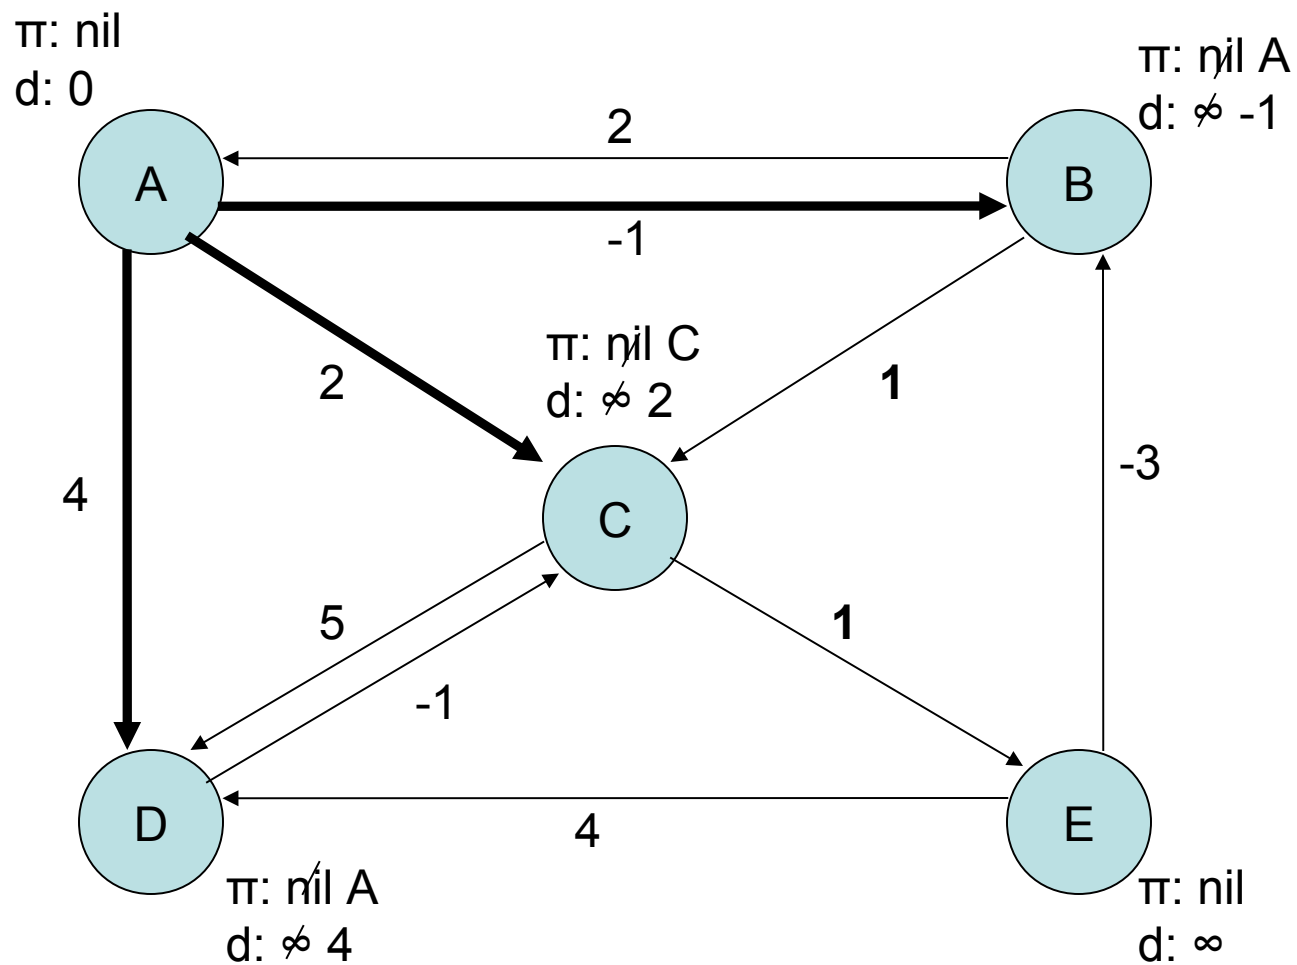 π: nil
d: 0
π: nil A
d: ∞ -1
A
2
B
-1
π: nil C
d: ∞ 2
2
1
4
-3
C
5
1
-1
D
4
E
π: nil A
d: ∞ 4
π: nil
d: ∞